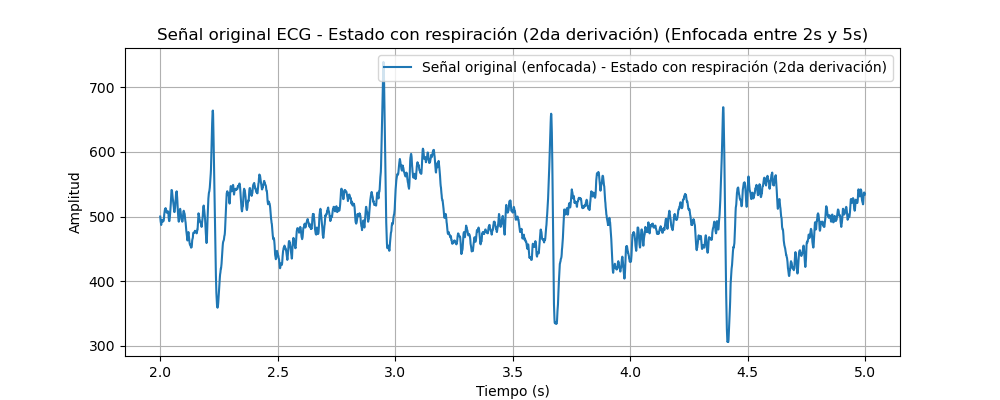 Señal original ECG - Estado con respiración (2da derivación) (Enfocada entre 2s y 5s)
Señal original (enfocada) - Estado con respiración (2da derivación)
700
600
500
400
300
Amplitud
2.0 2.5 3.0 3.5 4.0 4.5 5.0
Tiempo (s)